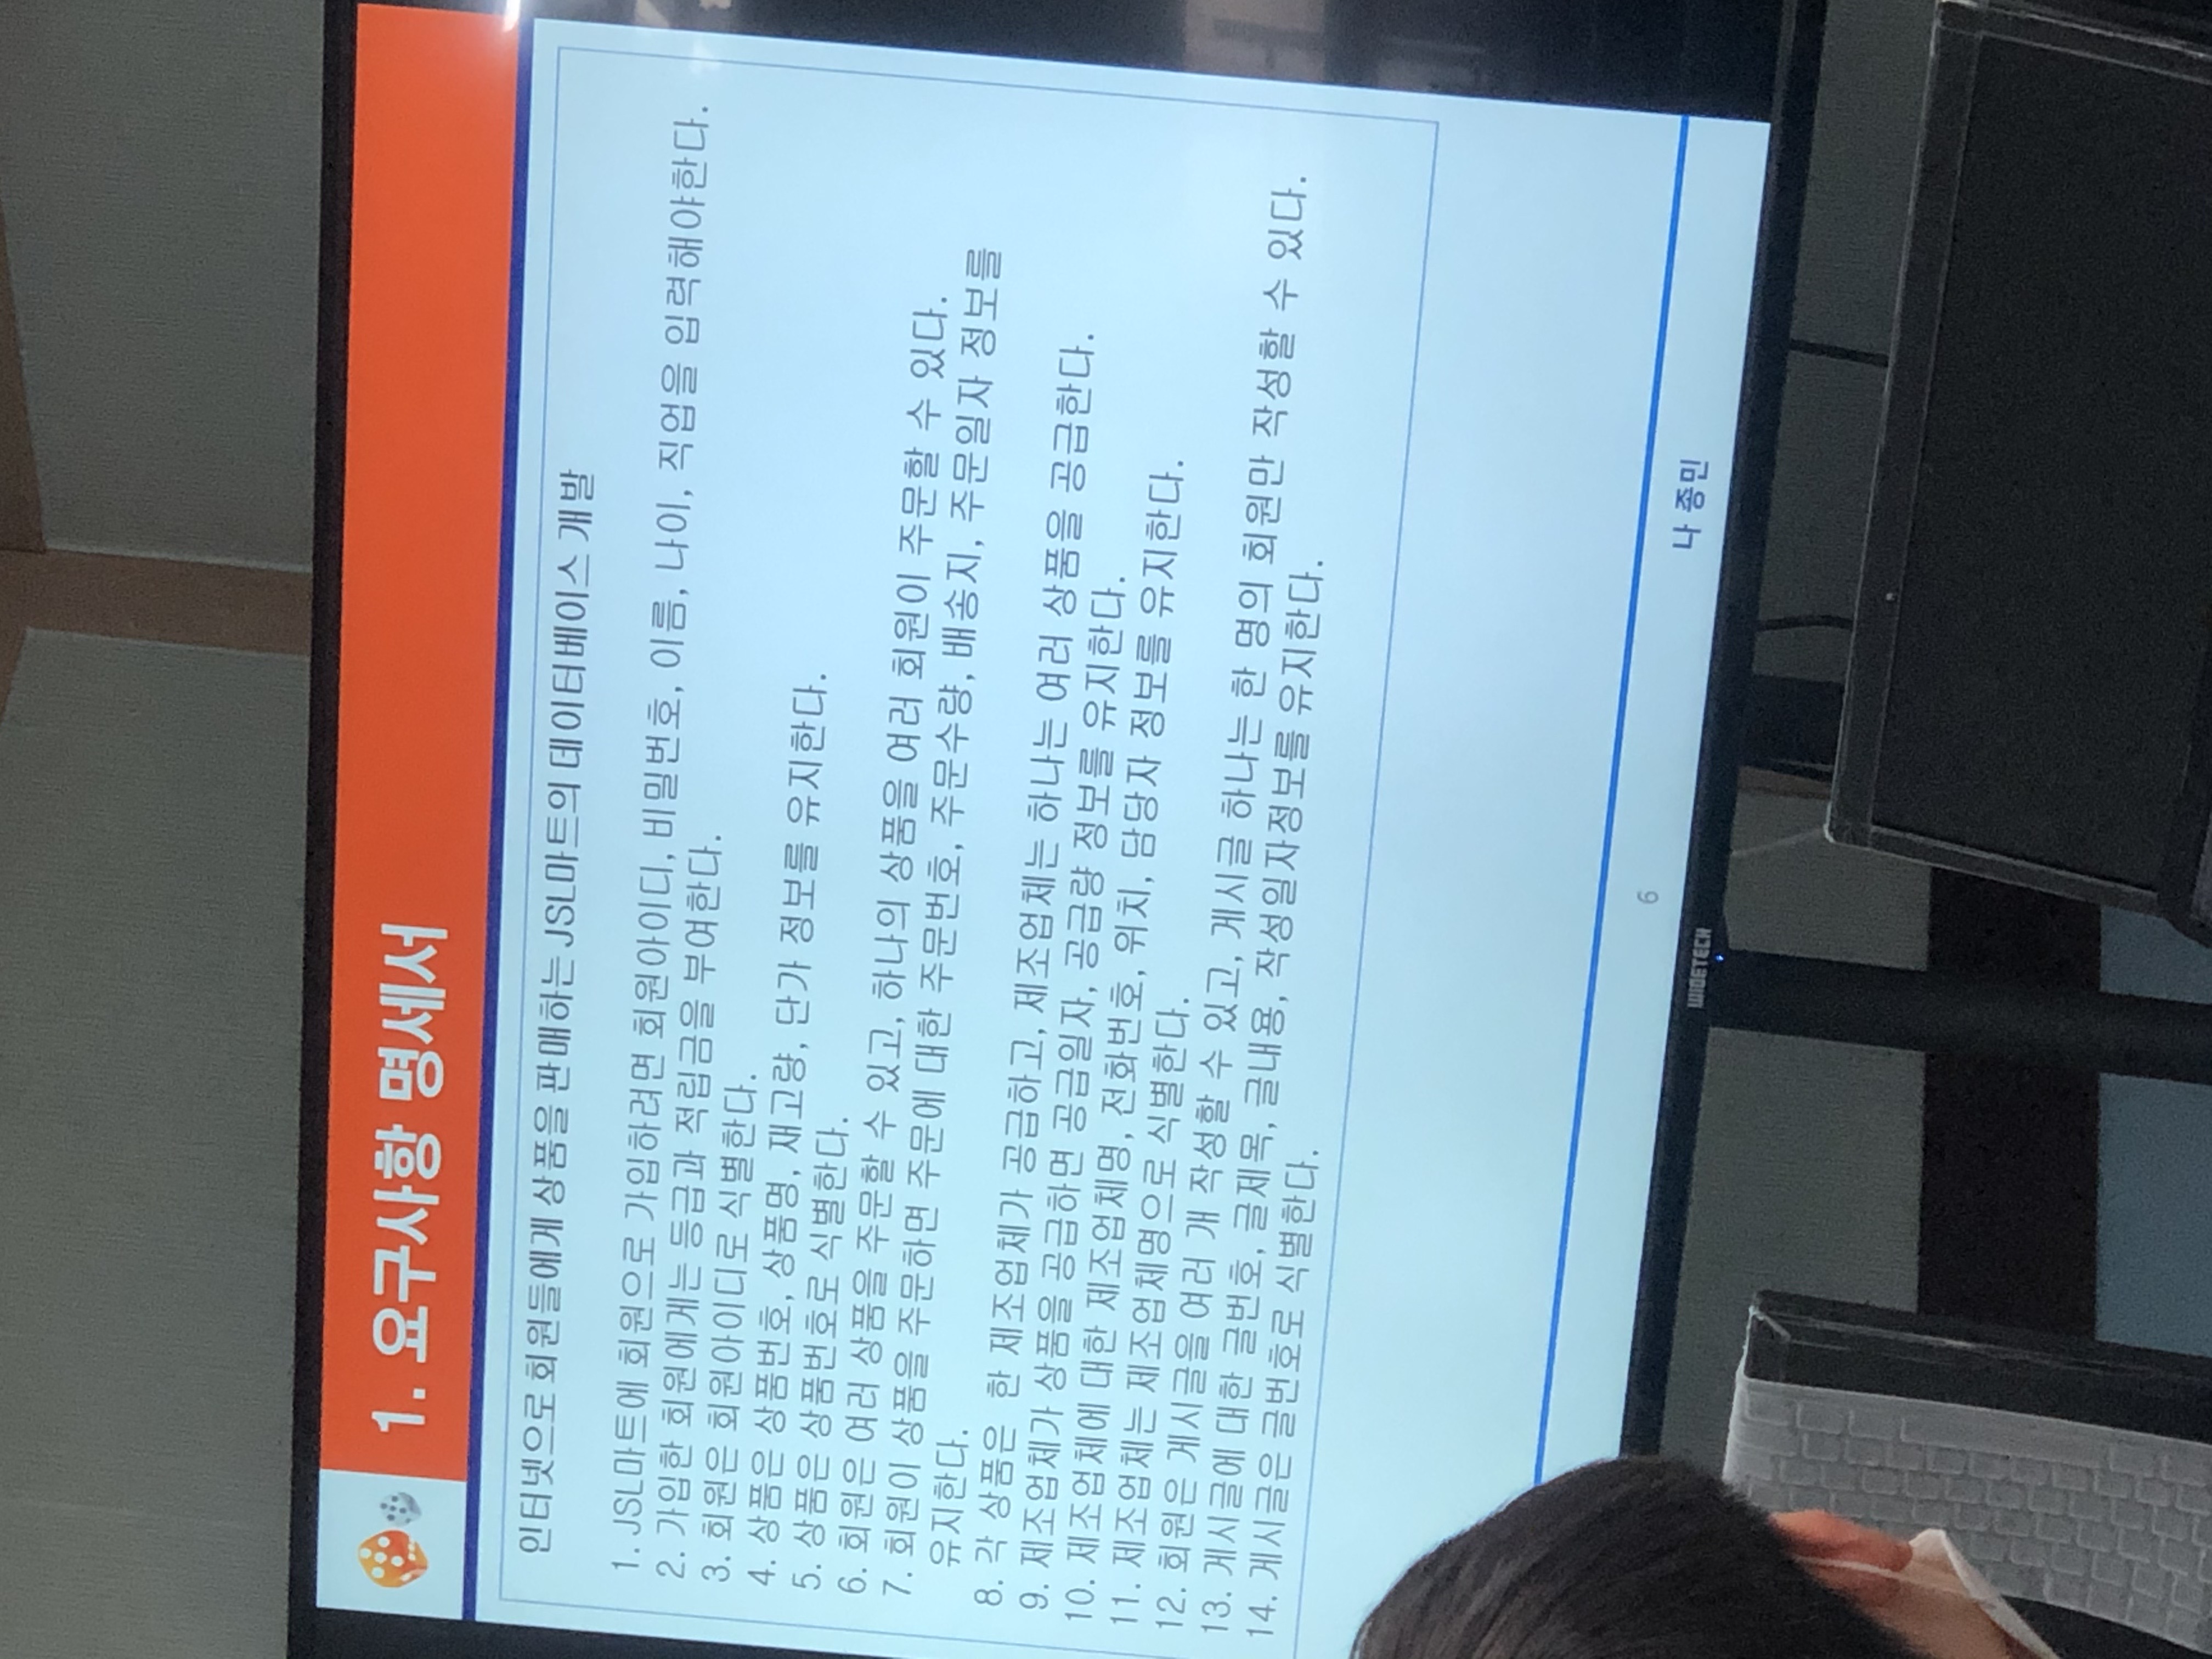 1. 요구사항 명세서
인터넷으로 회원들에게 상품을 판매하는 JSL마트의 데이터베이스 개발
1. JSL마트에 회원으로 가입하려면 회원아이디, 비밀번호, 이름, 나이, 직업을 입력해야한다.
2. 가입한 회원에게는 등급과 적립금을 부여한다.
3. 회원은 회원아이디로 식별한다.
4. 상품은 상품번호, 상품명, 재고량, 단가 정보를 유지한다.
5. 상품은 상품번호로 식별한다.
6. 회원은 여러 상품을 주문할 수 있고, 하나의 상품을 여러 회원이 주문할 수 있다.
7. 회원이 상품을 주문하면 주문에 대한 주문번호, 주문수량, 배송지, 주문일자 정보를
유지한다.
8. 각 상품은 한 제조업체가 공급하고, 제조업체는 하나는 여러 상품을 공급한다.
9. 제조업체가 상품을 공급하면 공급일자, 공급량 정보를 유지한다.
10. 제조업체에 대한 제조업체명, 전화번호, 위치, 담당자 정보를 유지한다.
11. 제조업체는 제조업체명으로 식별한다.
12. 회원은 게시글을 여러 개 작성할 수 있고, 게시글 하나는 한 명의 회원만 작성할 수 있다.
13. 게시글에 대한 글번호, 글제목, 글내용, 작성일자정보를 유지한다.
14. 게시글은 글번호로 식별한다.
6
나 종민
WIDETECH